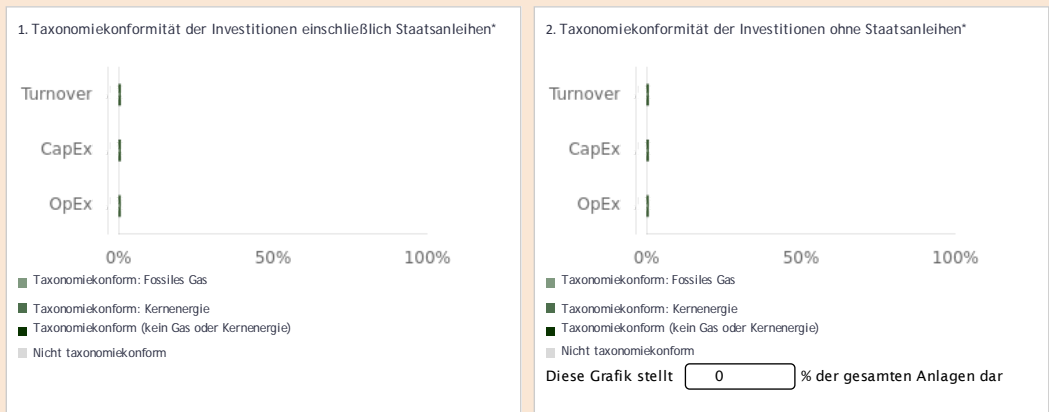 1. Taxonomiekonformität der Investitionen einschließlich Staatsanleihen*
Turnover
CapEx
OpEx
0% 50% 100%
Taxonomiekonform: Fossiles Gas
Taxonomiekonform: Kernenergie
Taxonomiekonform (kein Gas oder Kernenergie)
Nicht taxonomiekonform
2. Taxonomiekonformität der Investitionen ohne Staatsanleihen*
Turnover
CapEx
OpEx
0% 50% 100%
Taxonomiekonform: Fossiles Gas
Taxonomiekonform: Kernenergie
Taxonomiekonform (kein Gas oder Kernenergie)
Nicht taxonomiekonform
Diese Grafik stellt 0 % der gesamten Anlagen dar